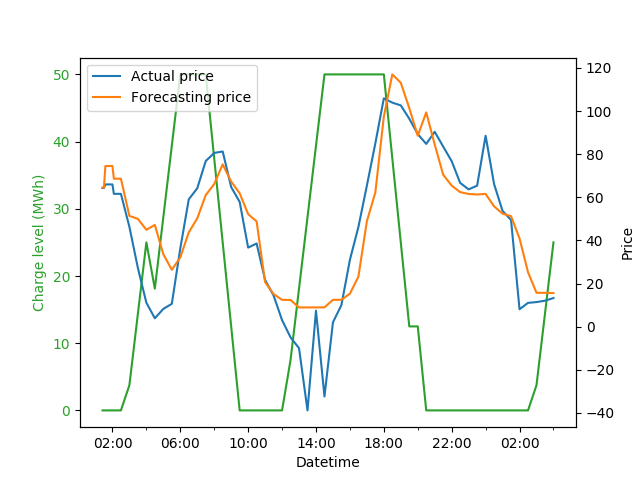 Actual price
Forecasting price
50
40
30
20
10
0
Charge level (MWh)
120
100
80
60
40
20
0
−20
−40
Price
02:00 06:00 10:00 14:00 18:00 22:00 02:00
Datetime